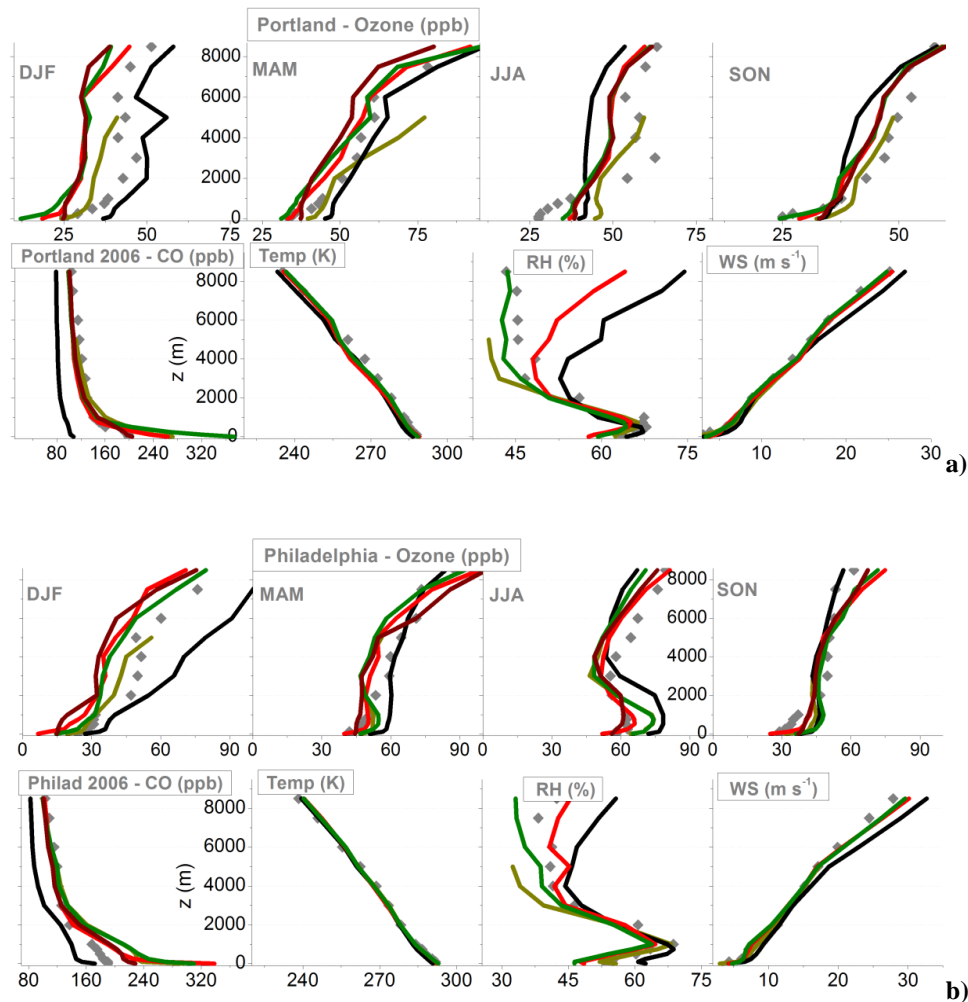 Portland - Ozone (ppb)
DJF
MAM
JJA
SON
8000
6000
4000
2000
0
25 50 75
25 50 75
25 50 75
25 50
Portland 2006 - CO (ppb)
Temp (K)
RH (%)
WS (m s⁻¹)
z (m)
8000
6000
4000
2000
0
80 160 240 320
240 270 300
45 60 75
10 20 30
a)
Philadelphia - Ozone (ppb)
DJF
MAM
JJA
SON
8000
6000
4000
2000
0
0 30 60 90
0 30 60 90
0 30 60 90
0 30 60 90
Philad 2006 - CO (ppb)
Temp (K)
RH (%)
WS (m s⁻¹)
z (m)
8000
6000
4000
2000
0
80 160 240 320
240 270 300
30 45 60 75
10 20 30
b)